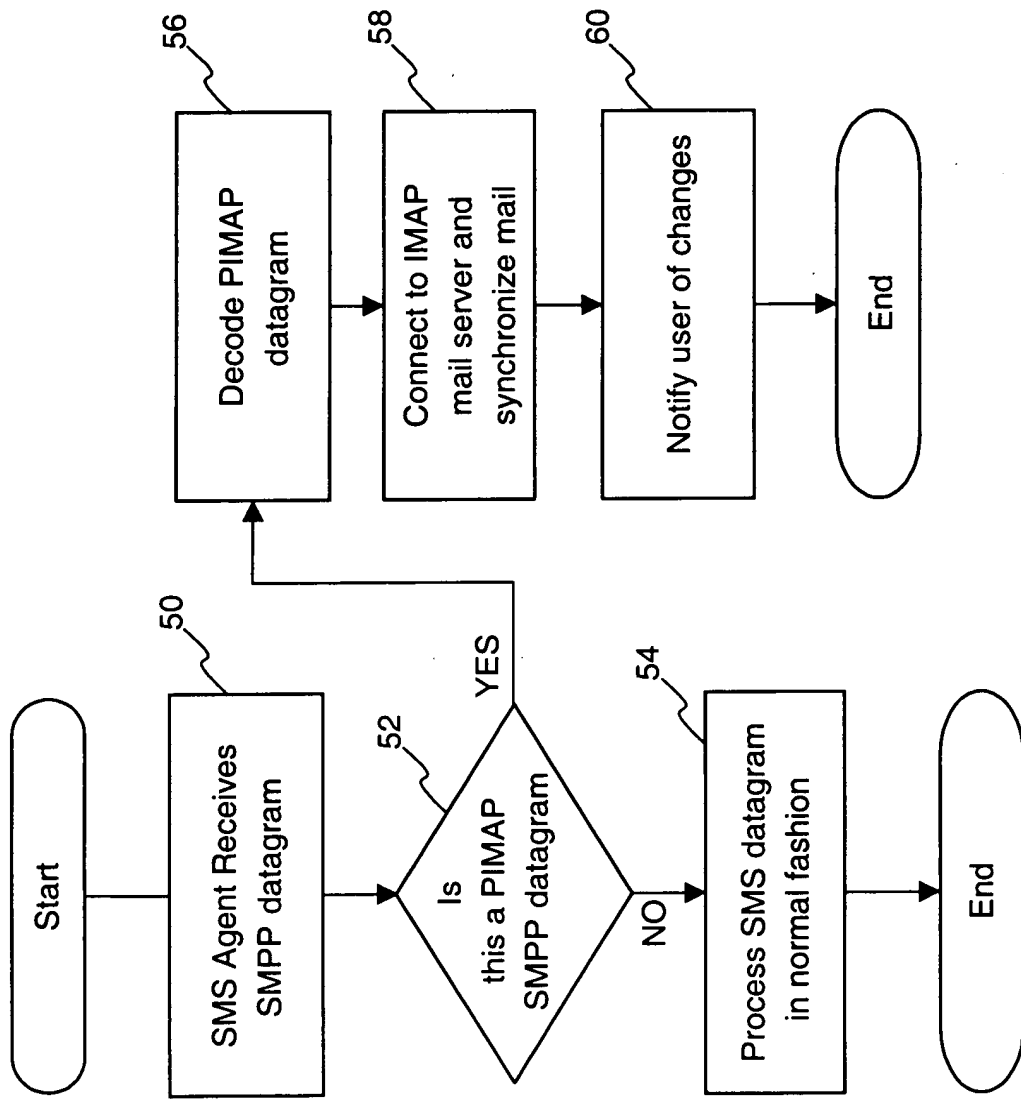 Start
50
SMS Agent Receives
SMPP datagram
52
Is
this a PIMAP
SMPP datagram
YES
NO
54
Process SMS datagram
in normal fashion
End
56
Decode PIMAP
datagram
58
Connect to IMAP
mail server and
synchronize mail
60
Notify user of changes
End